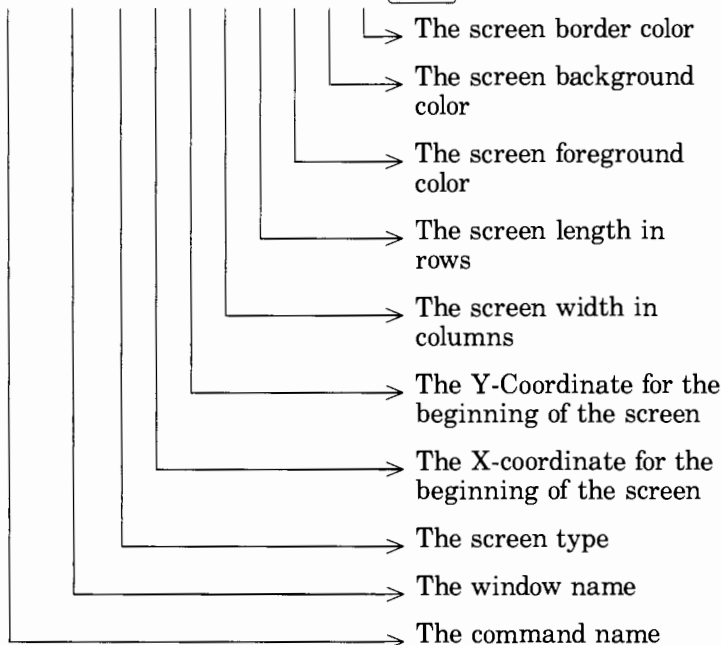 The screen border color
The screen background
color
The screen foreground
color
The screen length in
rows
The screen width in
columns
The Y-Coordinate for the
beginning of the screen
The X-coordinate for the
beginning of the screen
The screen type
The window name
The command name